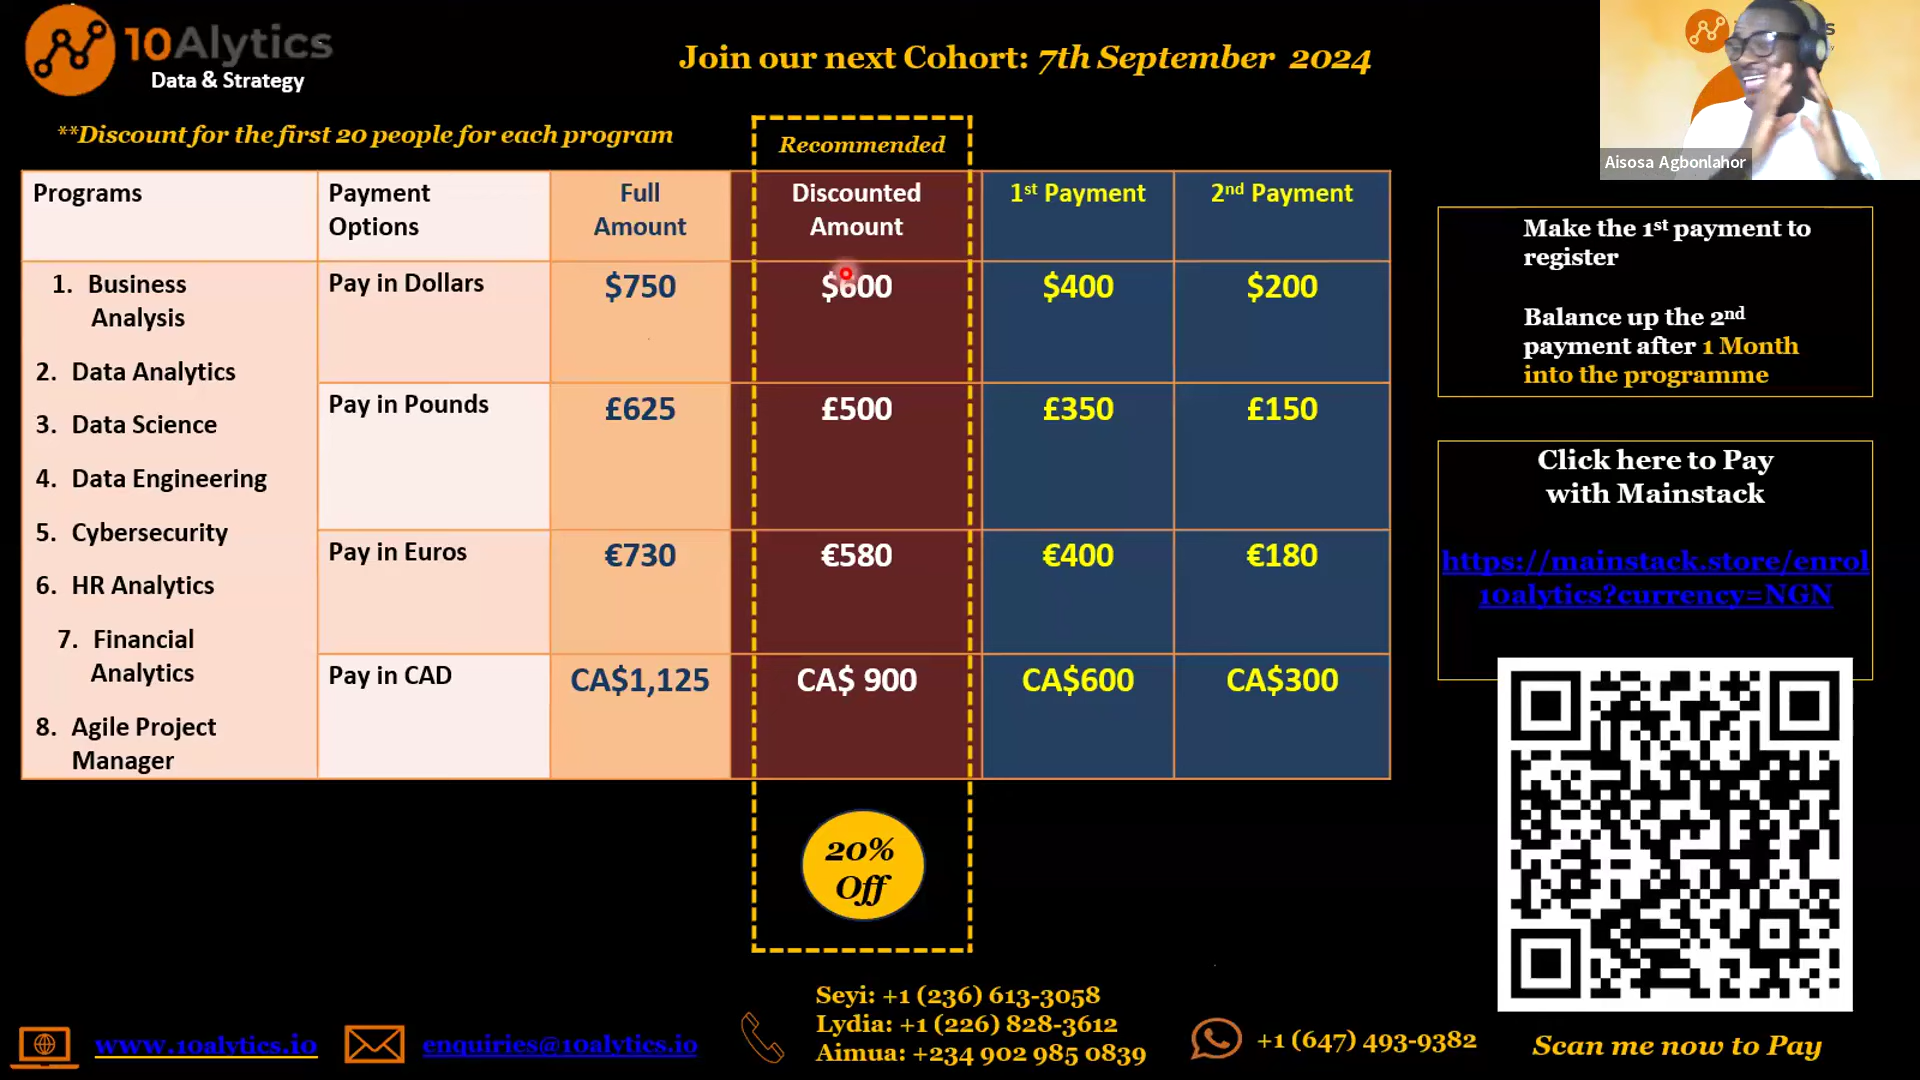 10Alytics
Data & Strategy
Join our next Cohort: 7th September 2024
**Discount for the first 20 people for each program
Recommended
Aisosa Agbonlahor
Programs
Payment
Options
Full
Amount
Discounted
Amount
1st Payment
2nd Payment
1. Business
Analysis
2. Data Analytics
3. Data Science
4. Data Engineering
5. Cybersecurity
6. HR Analytics
7. Financial
Analytics
8. Agile Project
Manager
Pay in Dollars
$750
$600
$400
$200
Pay in Pounds
£625
£500
£350
£150
Pay in Euros
€730
€580
€400
€180
Pay in CAD
CA$1,125
CA$ 900
CA$600
CA$300
20%
Off
Make the 1st payment to
register
Balance up the 2nd
payment after 1 Month
into the programme
Click here to Pay
with Mainstack
https://mainstack.store/enrol
10alytics?currency=NGN
www.10alytics.io
enquiries@10alytics.io
Seyi: +1 (236) 613-3058
Lydia: +1 (226) 828-3612
Aimua: +234 902 985 0839
+1 (647) 493-9382
Scan me now to Pay